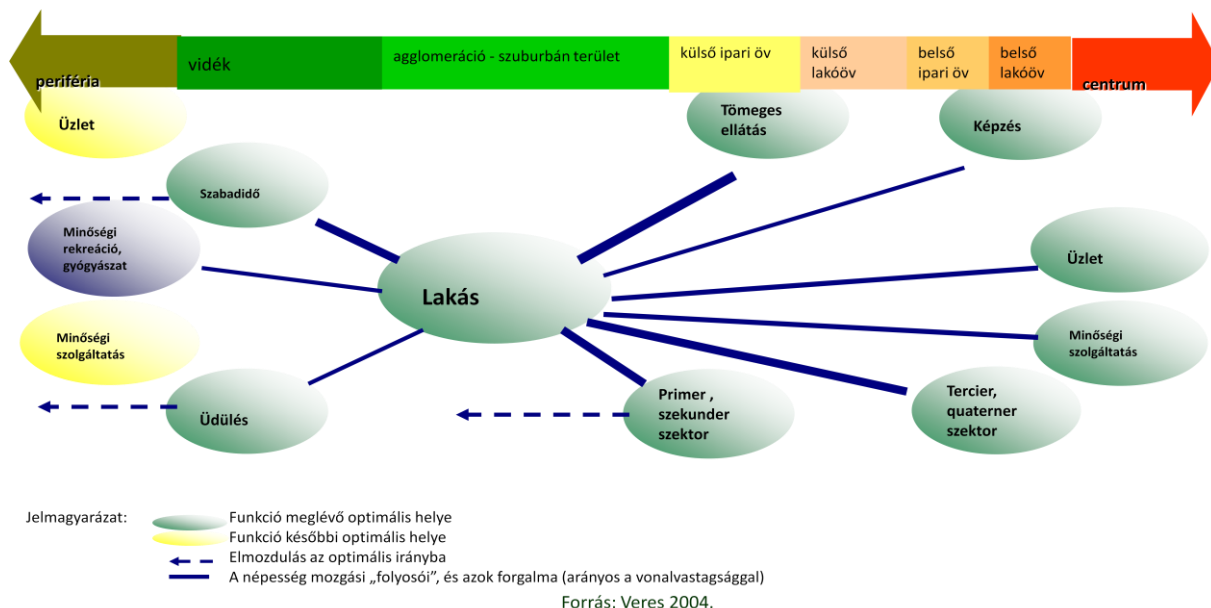 periféria
vidék
agglomeráció - szuburbán terület
külső ipari öv
külső
lakóöv
belső
ipari öv
belső
lakóöv
centrum
Üzlet
Tömeges
ellátás
Képzés
Szabadidő
Minőségi
rekreáció,
gyógyászat
Lakás
Üzlet
Minőségi
szolgáltatás
Minőségi
szolgáltatás
Üdülés
Primer ,
szekunder
szektor
Tercier,
quaterner
szektor
Jelmagyarázat:
Funkció meglévő optimális helye
Funkció későbbi optimális helye
Elmozdulás az optimális irányba
A népesség mozgási „folyosói”, és azok forgalma (arányos a vonalvastagsággal)
Forrás: Veres 2004.